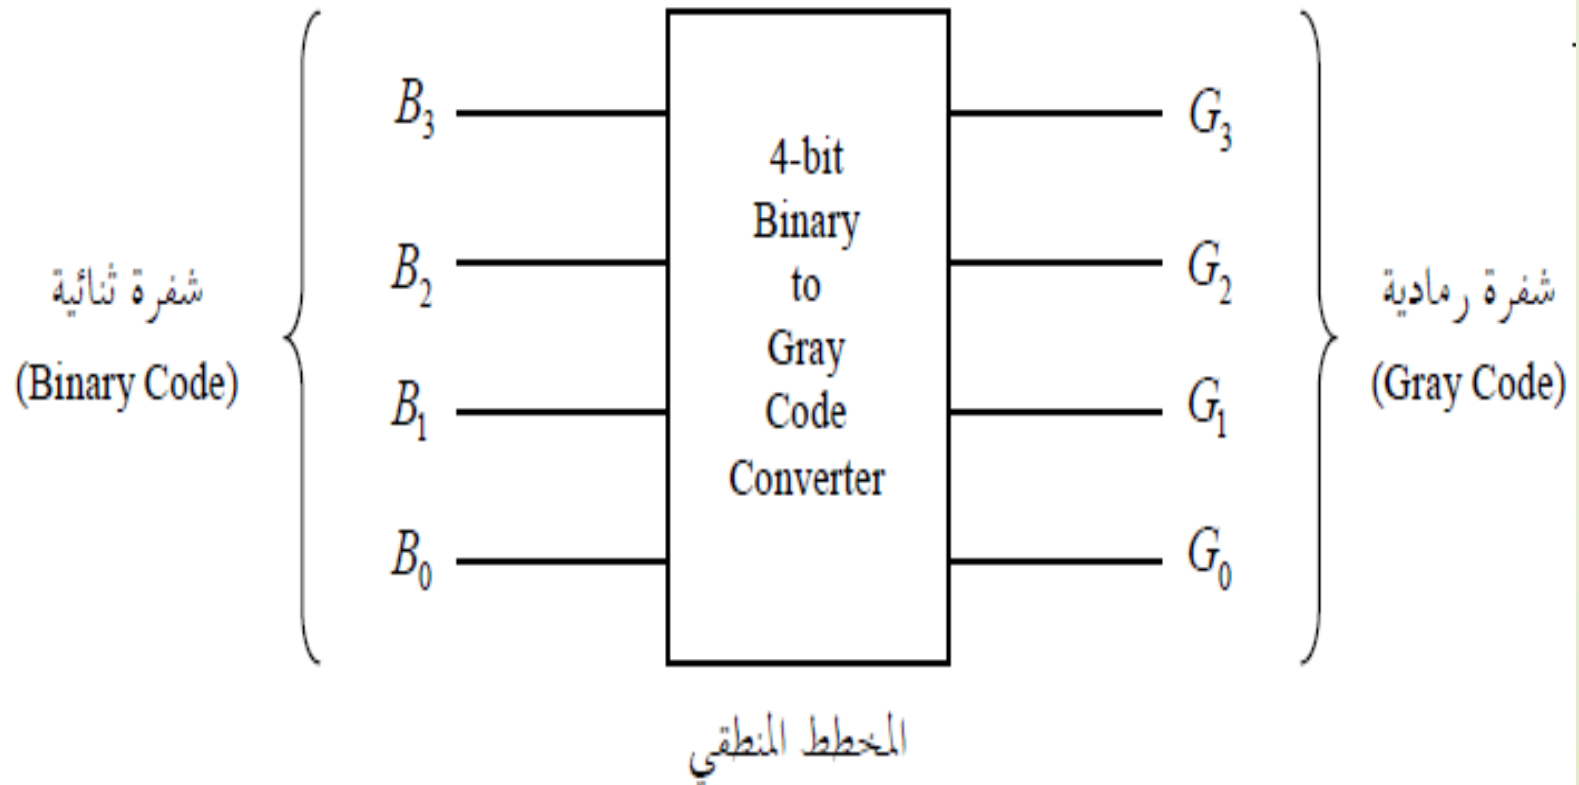 شفرة ثنائية
(Binary Code)
B₃
B₂
B₁
B₀
4-bit
Binary
to
Gray
Code
Converter
G₃
G₂
G₁
G₀
شفرة رمادية
(Gray Code)
المخطط المنطقي